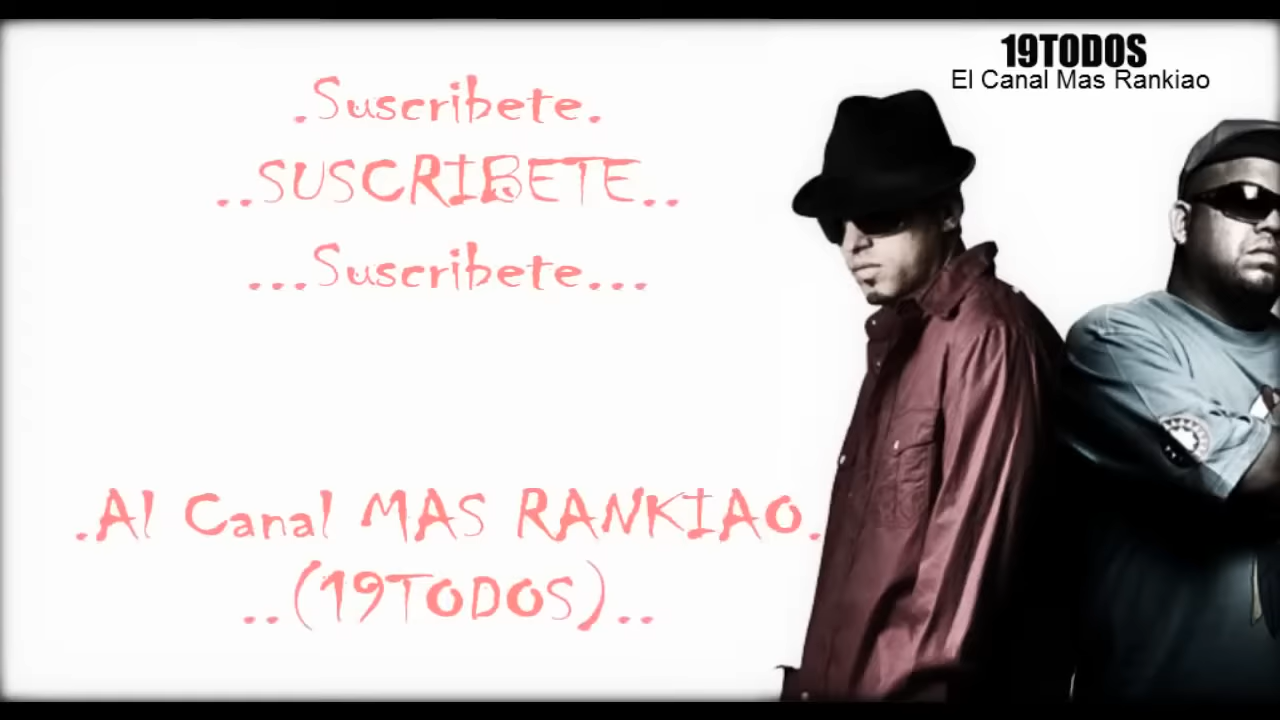 19TODOS
El Canal Mas Rankiao
.Suscribete.
..SUSCRIBETE..
...Suscribete...
.Al Canal MAS RANKIAO.
..(19TODOS)..